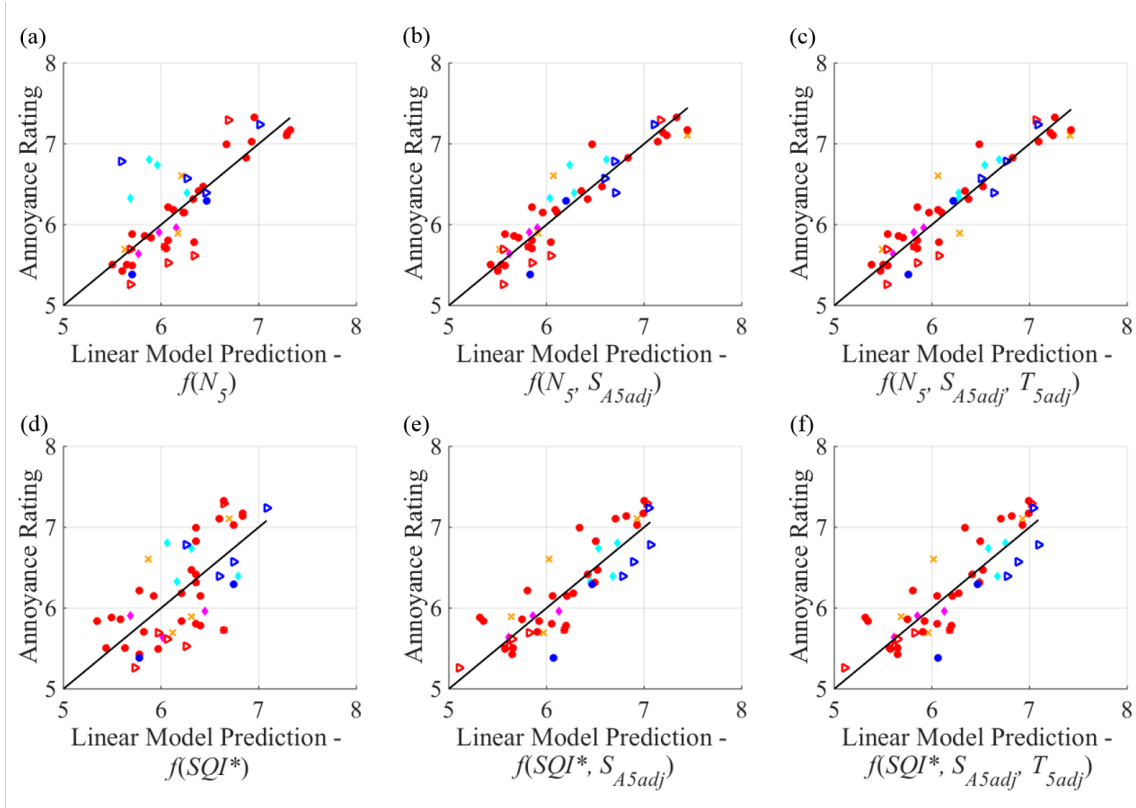 (a)
(b)
(c)
8
7
6
5
Annoyance Rating
5 6 7 8
Linear Model Prediction -
f(N5)
8
7
6
5
Annoyance Rating
5 6 7 8
Linear Model Prediction -
f(N5, SA5adj)
8
7
6
5
Annoyance Rating
5 6 7 8
Linear Model Prediction -
f(N5, SA5adj, T5adj)
(d)
(e)
(f)
8
7
6
5
Annoyance Rating
5 6 7 8
Linear Model Prediction -
f(SQI*)
8
7
6
5
Annoyance Rating
5 6 7 8
Linear Model Prediction -
f(SQI*, SA5adj)
8
7
6
5
Annoyance Rating
5 6 7 8
Linear Model Prediction -
f(SQI*, SA5adj, T5adj)